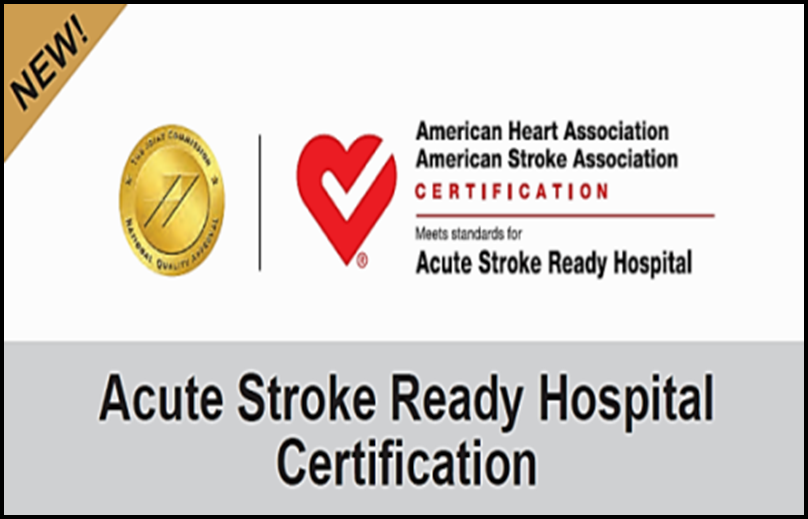 NEW!
THE JOINT COMMISSION
NATIONAL QUALITY APPROVAL
American Heart Association
American Stroke Association
CERTIFICATION
Meets standards for
Acute Stroke Ready Hospital
®
Acute Stroke Ready Hospital
Certification